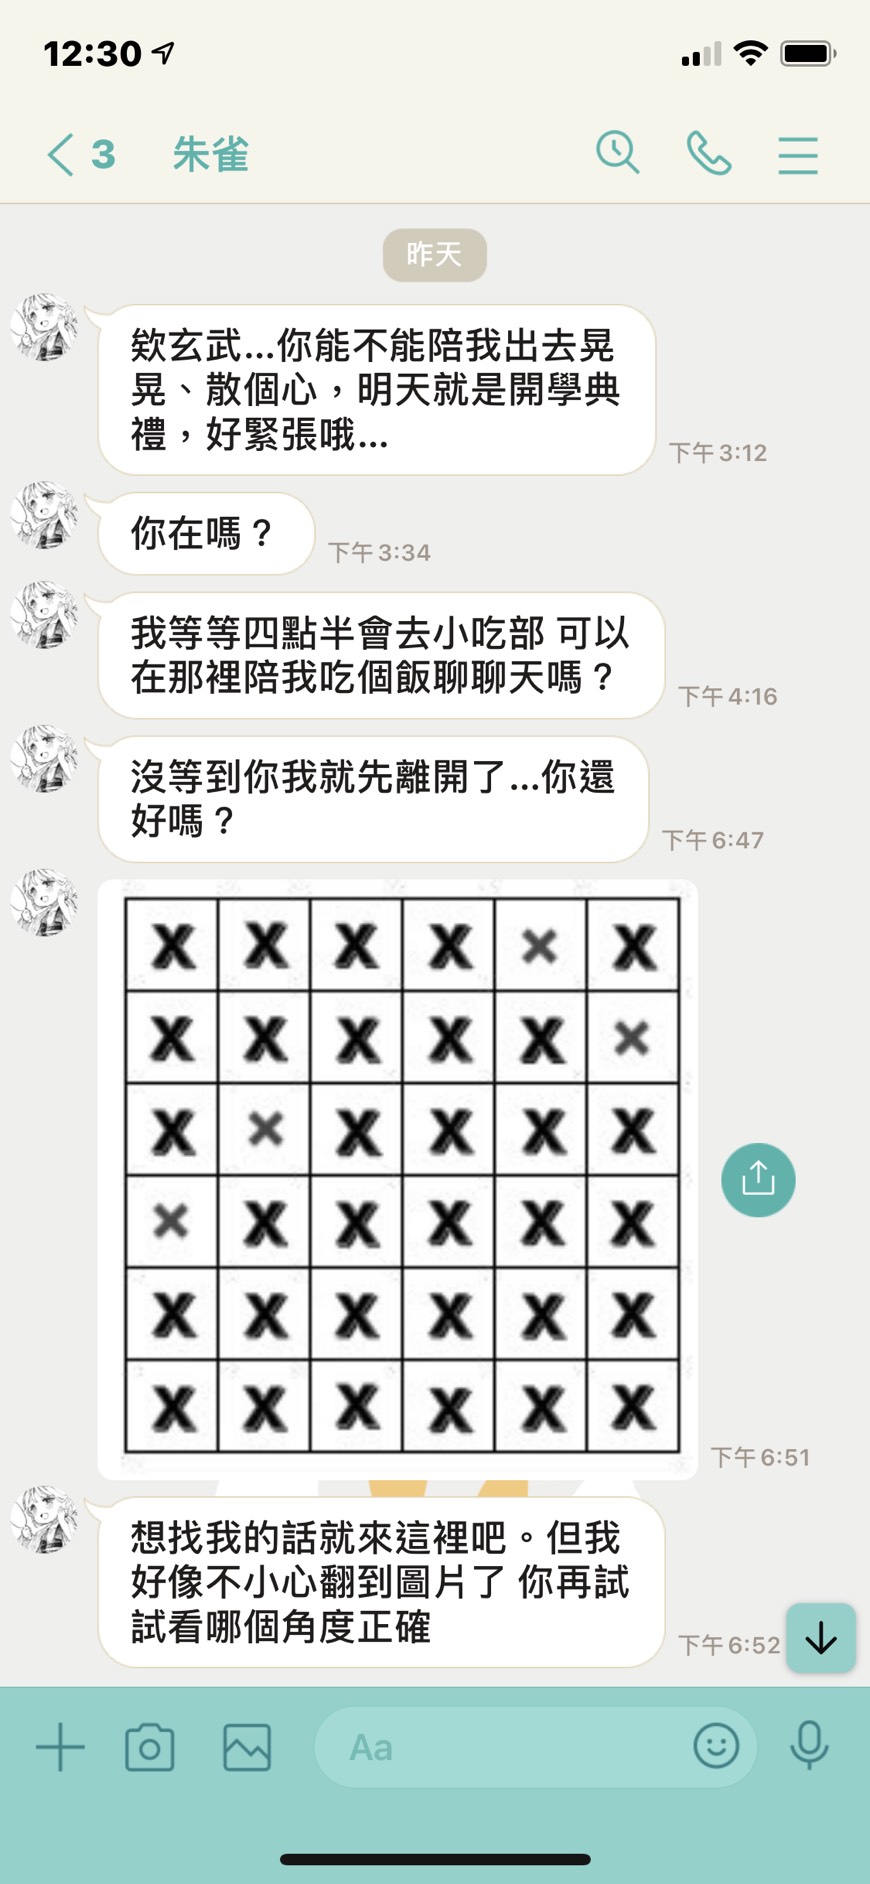 12:30
3 朱雀
昨天
欸玄武...你能不能陪我出去晃
晃、散個心，明天就是開學典
禮，好緊張哦...
下午3:12
你在嗎？
下午3:34
我等等四點半會去小吃部 可以
在那裡陪我吃個飯聊聊天嗎？
下午4:16
沒等到你我就先離開了...你還
好嗎？
下午6:47
X X X X × X
X X X X X ×
X × X X X X
× X X X X X
X X X X X X
X X X X X X
下午6:51
想找我的話就來這裡吧。但我
好像不小心翻到圖片了 你再試
試看哪個角度正確
下午6:52
Aa